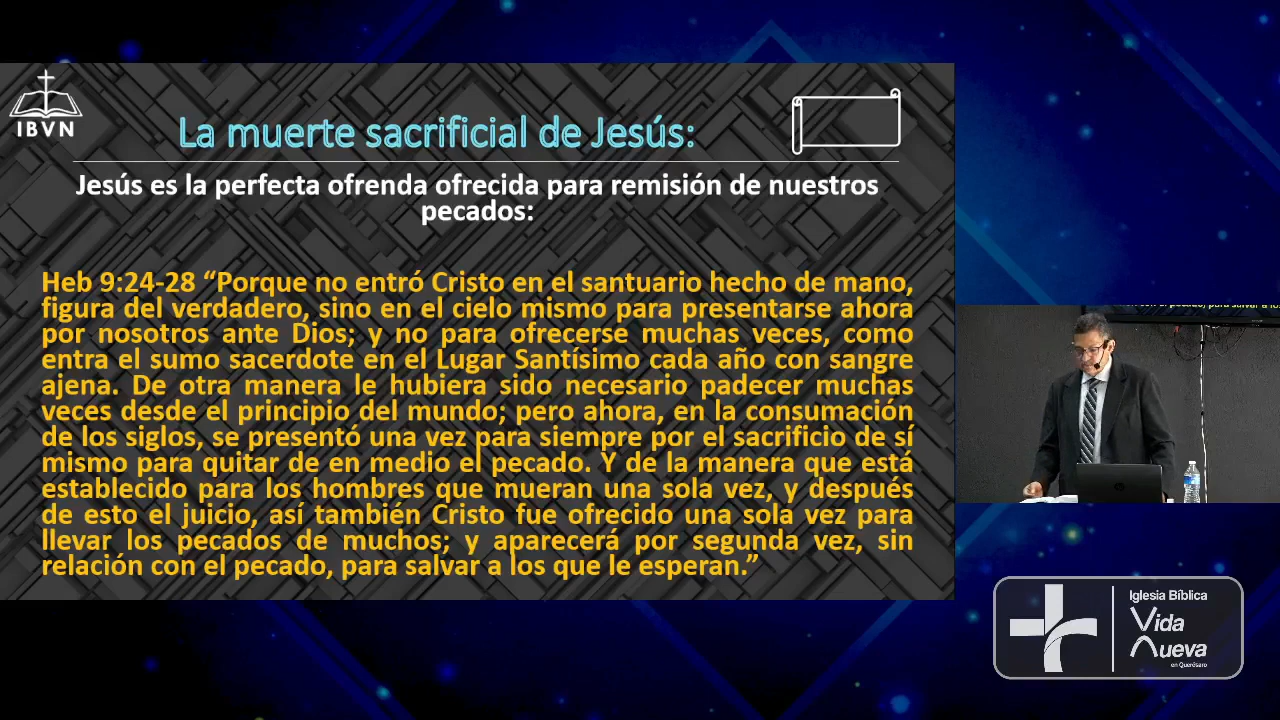 IBVN
La muerte sacrificial de Jesús:
Jesús es la perfecta ofrenda ofrecida para remisión de nuestros
pecados:
Heb 9:24-28 “Porque no entró Cristo en el santuario hecho de mano,
figura del verdadero, sino en el cielo mismo para presentarse ahora
por nosotros ante Dios; y no para ofrecerse muchas veces, como
entra el sumo sacerdote en el Lugar Santísimo cada año con sangre
ajena. De otra manera le hubiera sido necesario padecer muchas
veces desde el principio del mundo; pero ahora, en la consumación
de los siglos, se presentó una vez para siempre por el sacrificio de sí
mismo para quitar de en medio el pecado. Y de la manera que está
establecido para los hombres que mueran una sola vez, y después
de esto el juicio, así también Cristo fue ofrecido una sola vez para
llevar los pecados de muchos; y aparecerá por segunda vez, sin
relación con el pecado, para salvar a los que le esperan.”
Iglesia Bíblica
Vida
Nueva
en Querétaro